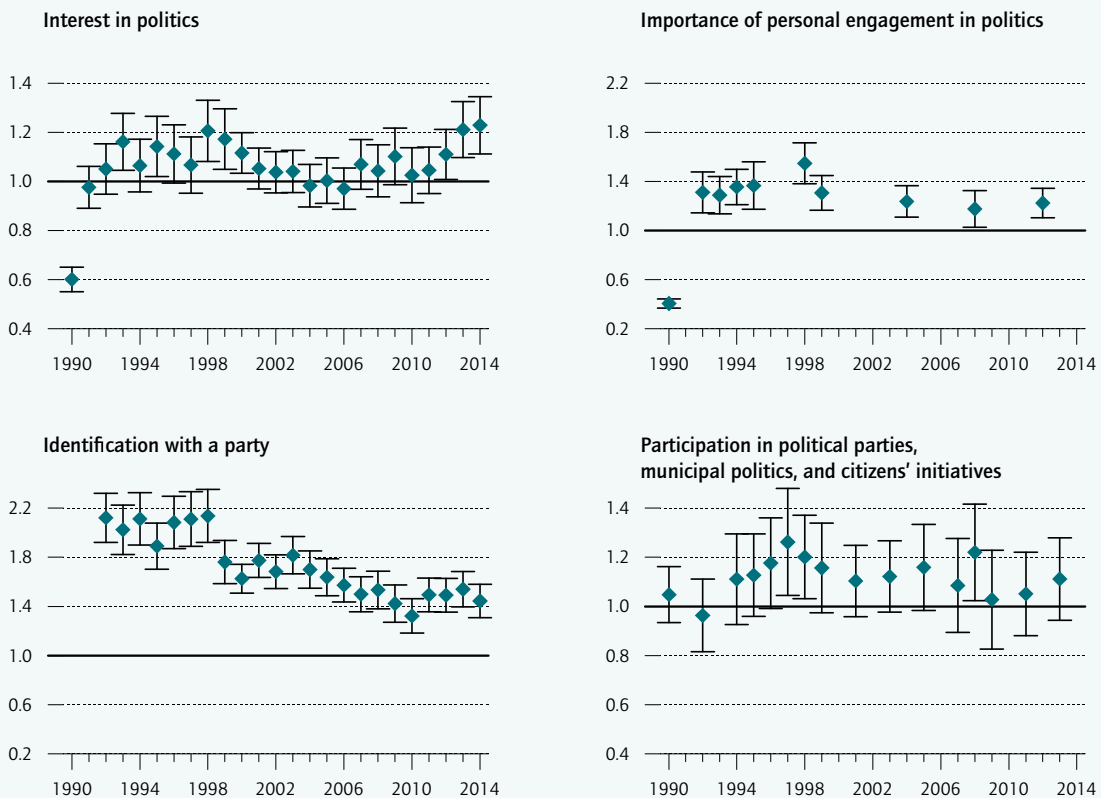 Interest in politics
1.4
1.2
1.0
0.8
0.6
0.4
1990 1994 1998 2002 2006 2010 2014
Importance of personal engagement in politics
2.2
1.8
1.4
1.0
0.6
0.2
1990 1994 1998 2002 2006 2010 2014
Identification with a party
2.2
1.8
1.4
1.0
0.6
0.2
1990 1994 1998 2002 2006 2010 2014
Participation in political parties,
municipal politics, and citizens’ initiatives
1.4
1.2
1.0
0.8
0.6
0.4
1990 1994 1998 2002 2006 2010 2014